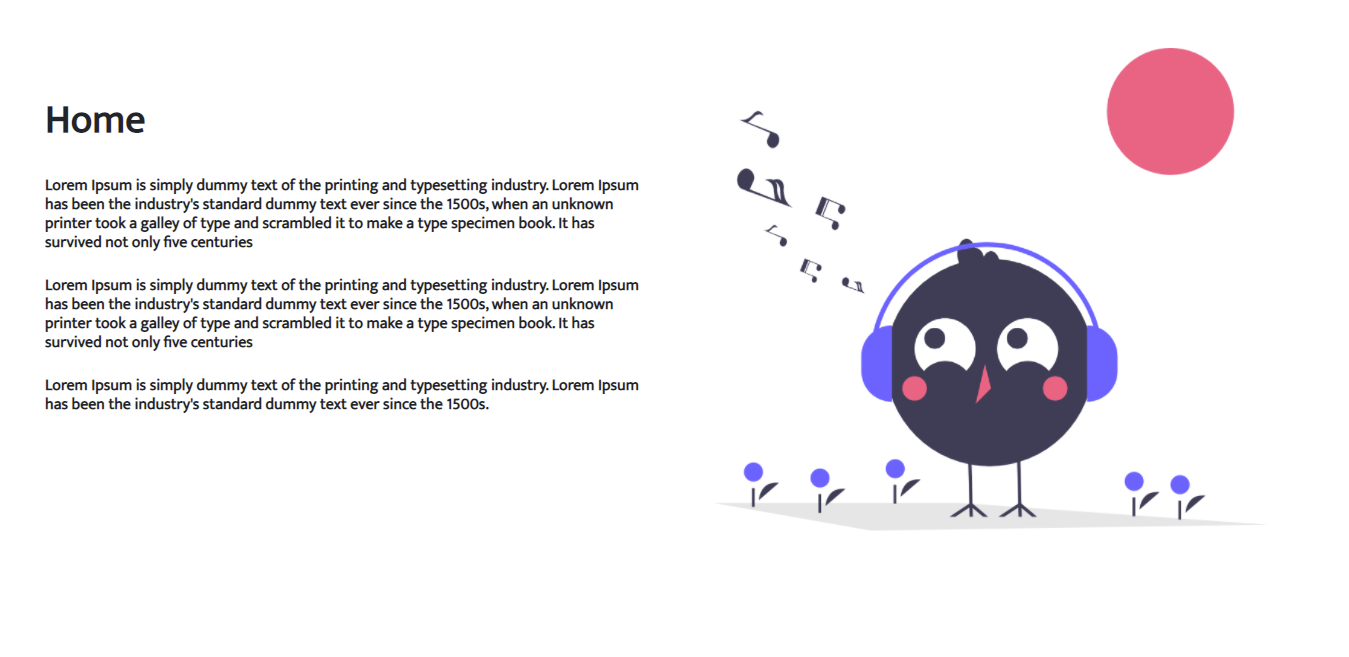 Home
Lorem Ipsum is simply dummy text of the printing and typesetting industry. Lorem Ipsum
has been the industry's standard dummy text ever since the 1500s, when an unknown
printer took a galley of type and scrambled it to make a type specimen book. It has
survived not only five centuries
Lorem Ipsum is simply dummy text of the printing and typesetting industry. Lorem Ipsum
has been the industry's standard dummy text ever since the 1500s, when an unknown
printer took a galley of type and scrambled it to make a type specimen book. It has
survived not only five centuries
Lorem Ipsum is simply dummy text of the printing and typesetting industry. Lorem Ipsum
has been the industry's standard dummy text ever since the 1500s.